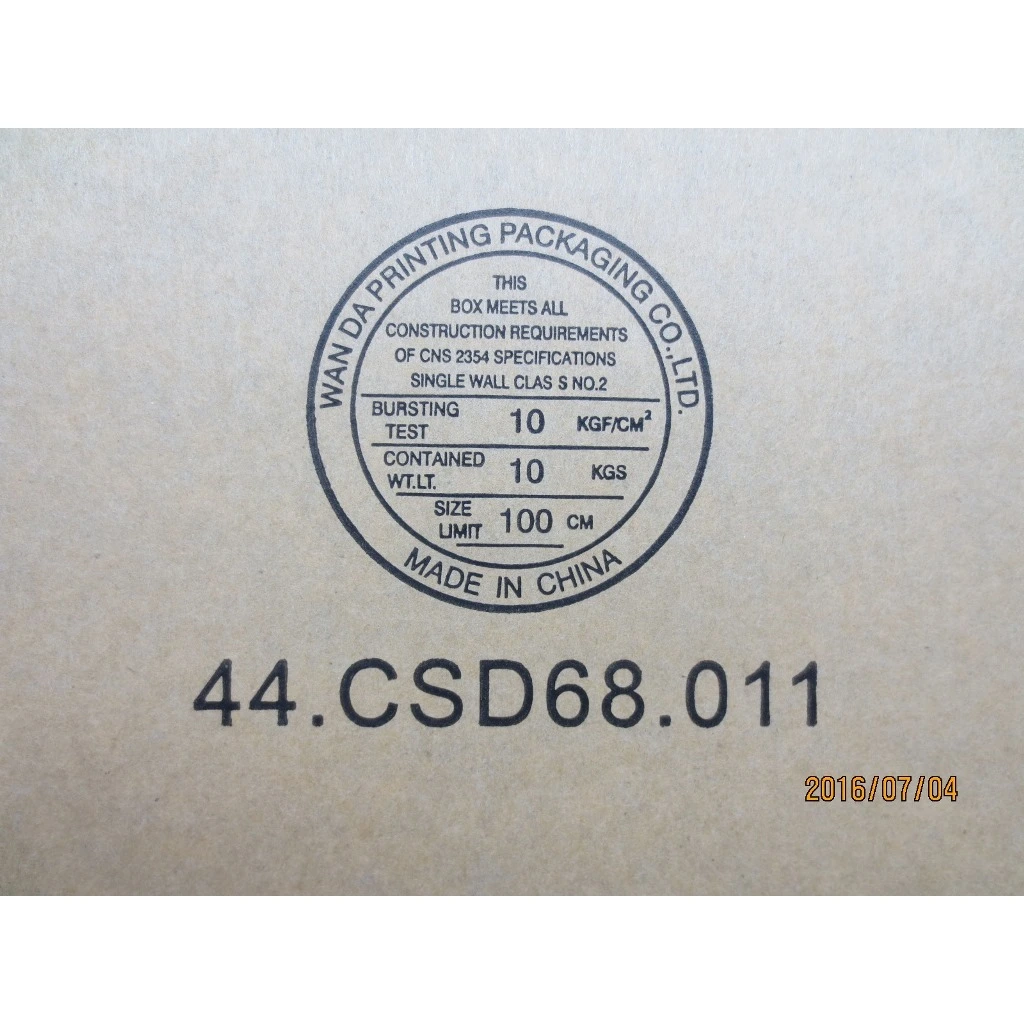 WAN DA PRINTING PACKAGING CO.,LTD.
THIS
BOX MEETS ALL
CONSTRUCTION REQUIREMENTS
OF CNS 2354 SPECIFICATIONS
SINGLE WALL CLAS S NO.2
BURSTING TEST 10 KGF/CM²
CONTAINED WT.LT. 10 KGS
SIZE LIMIT 100 CM
MADE IN CHINA
44.CSD68.011
2016/07/04